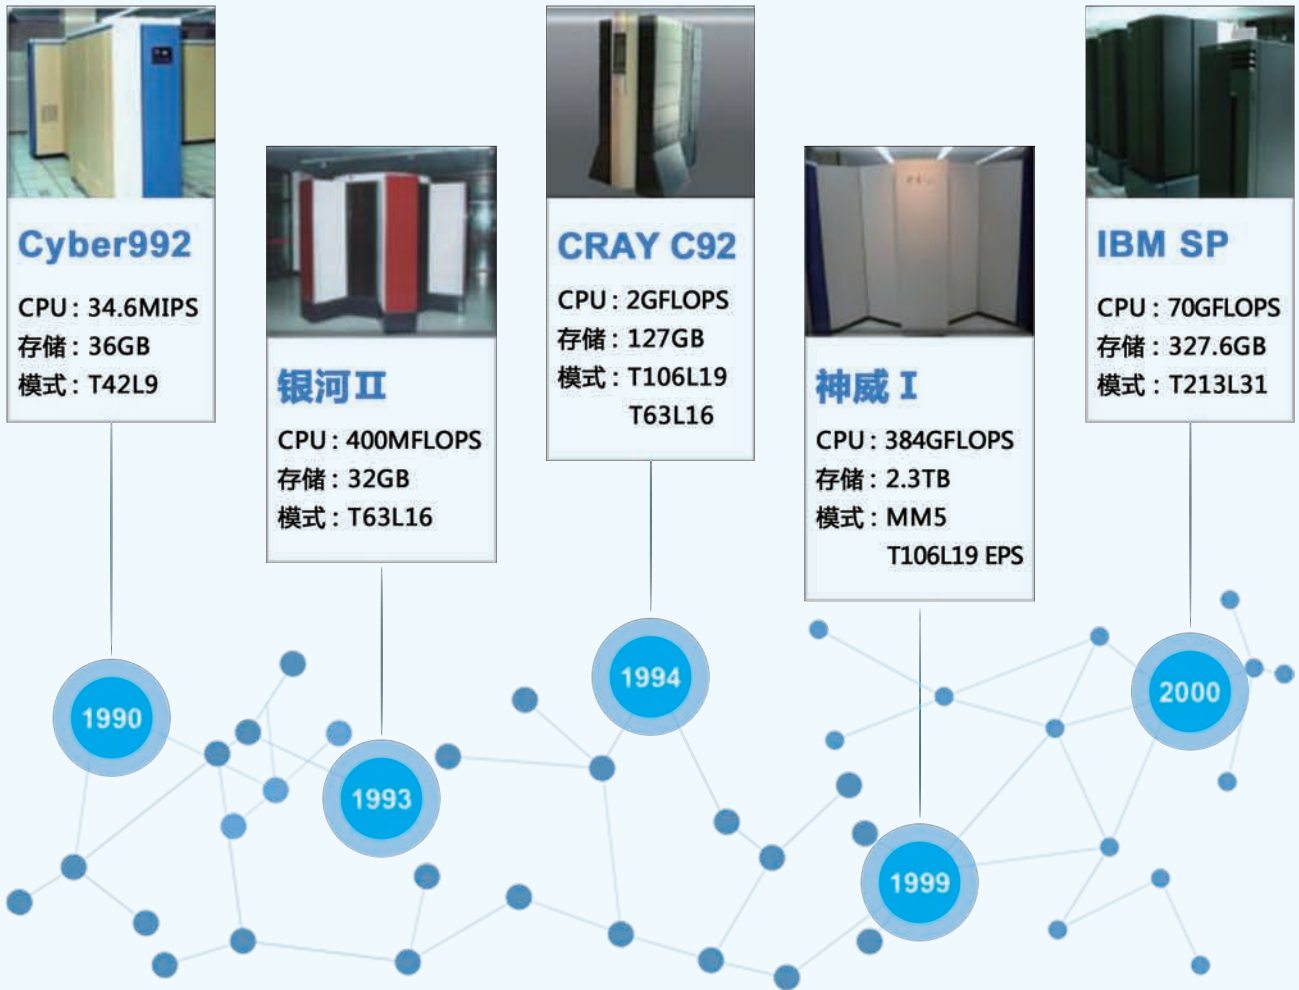 Cyber992
CPU : 34.6MIPS
存储 : 36GB
模式 : T42L9
1990
银河II
CPU : 400MFLOPS
存储 : 32GB
模式 : T63L16
1993
CRAY C92
CPU : 2GFLOPS
存储 : 127GB
模式 : T106L19
T63L16
1994
神威 I
CPU : 384GFLOPS
存储 : 2.3TB
模式 : MM5
T106L19 EPS
1999
IBM SP
CPU : 70GFLOPS
存储 : 327.6GB
模式 : T213L31
2000